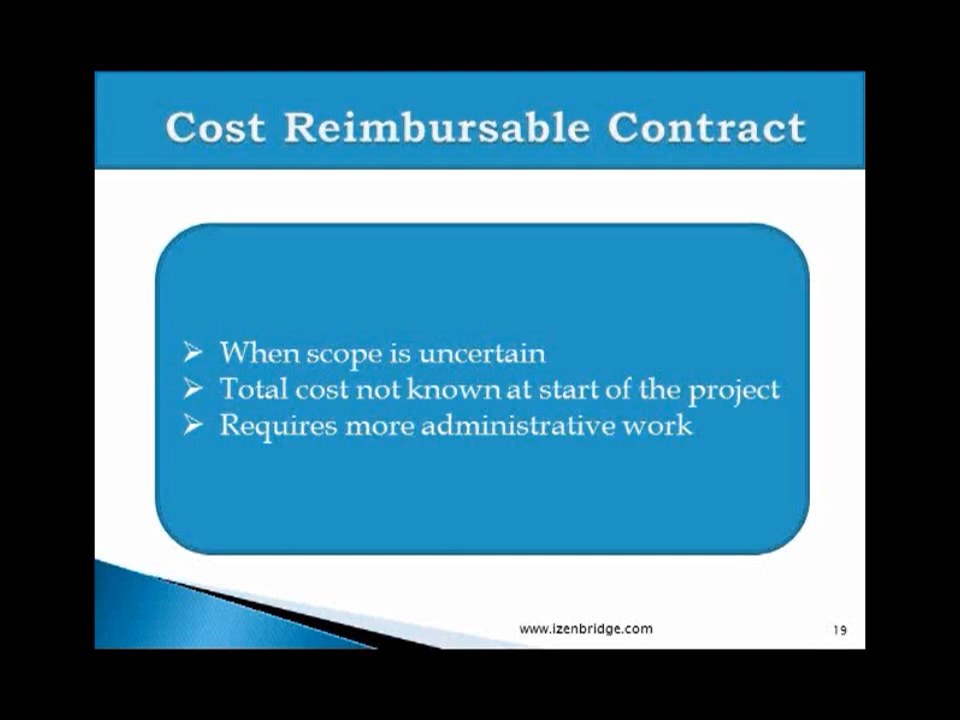 Cost Reimbursable Contract
➢ When scope is uncertain
➢ Total cost not known at start of the project
➢ Requires more administrative work
www.izenbridge.com
19